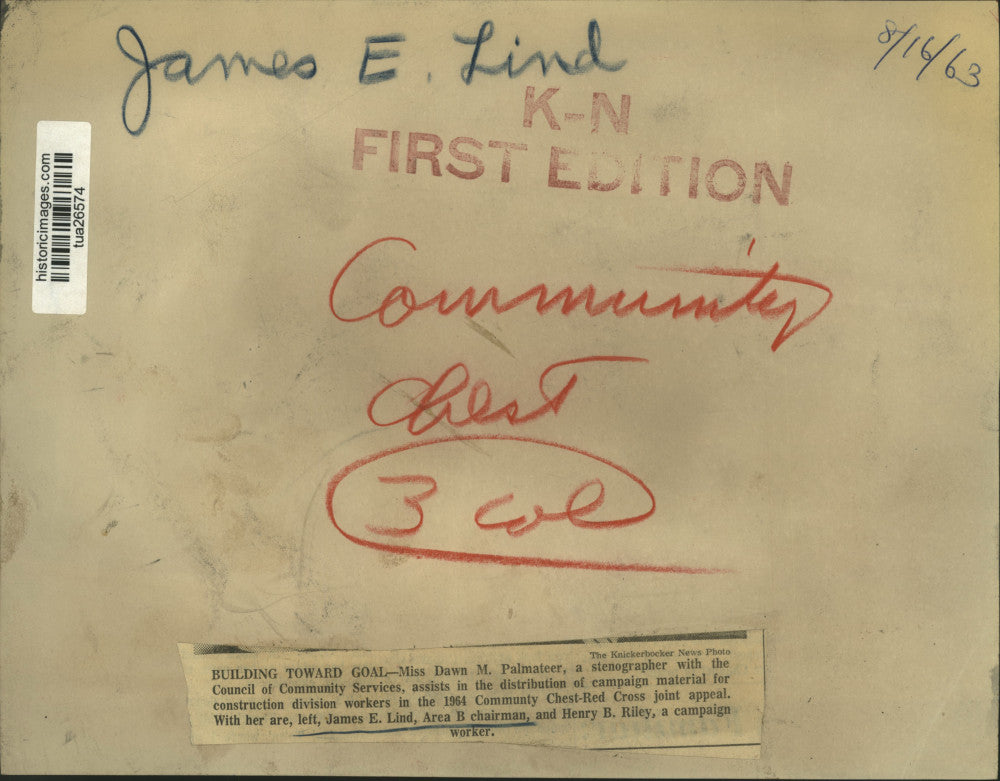 James E. Lind
8/16/63
K-N
FIRST EDITION
historicimages.com
tua26574
Community
Chest
3 col
The Knickerbocker News Photo
BUILDING TOWARD GOAL—Miss Dawn M. Palmateer, a stenographer with the
Council of Community Services, assists in the distribution of campaign material for
construction division workers in the 1964 Community Chest-Red Cross joint appeal.
With her are, left, James E. Lind, Area B chairman, and Henry B. Riley, a campaign
worker.